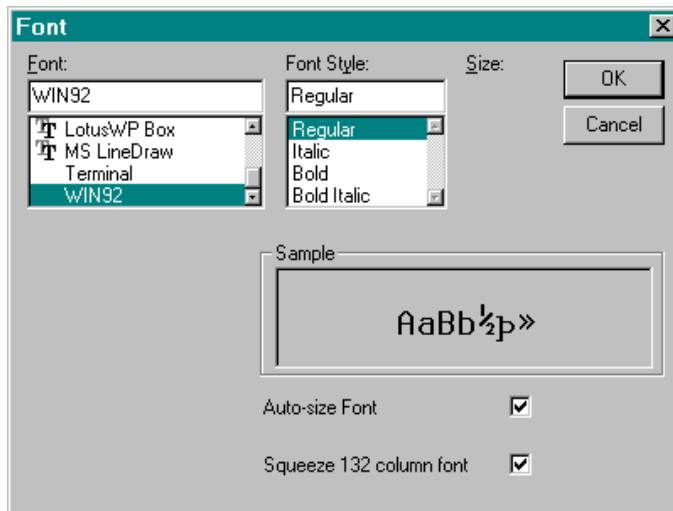 Font
Font:
Font Style:
Size:
WIN92
Regular
OK
Cancel
LotusWP Box
MS LineDraw
Terminal
WIN92
Regular
Italic
Bold
Bold Italic
Sample
AaBb½þ»
Auto-size Font
Squeeze 132 column font